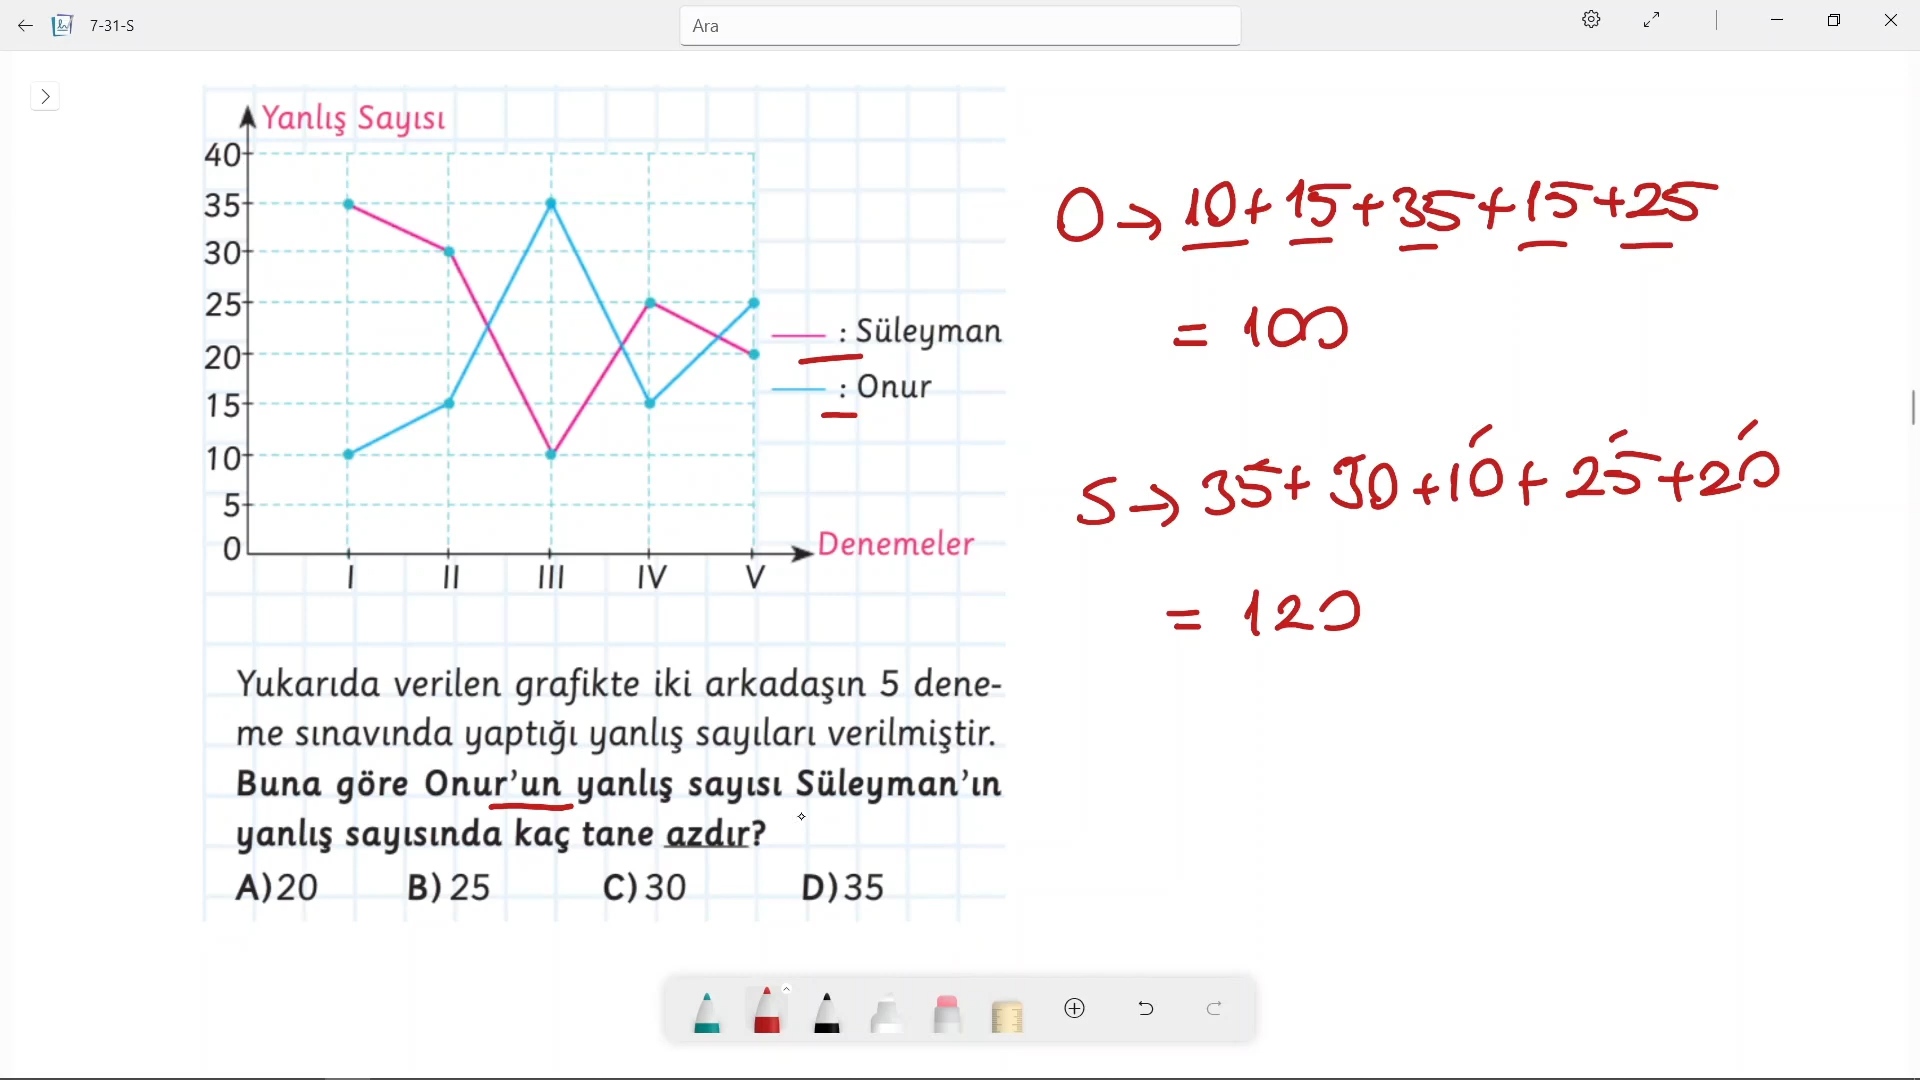 7-31-S
Ara
Yanlış Sayısı
40
35
30
25
20
15
10
5
0
I II III IV V
Denemeler
: Süleyman
: Onur
Yukarıda verilen grafikte iki arkadaşın 5 dene-
me sınavında yaptığı yanlış sayıları verilmiştir.
Buna göre Onur'un yanlış sayısı Süleyman'ın
yanlış sayısında kaç tane azdır?
A) 20 B) 25 C) 30 D) 35
O → 10+15+35+15+25
= 100
S → 35+30+10+25+20
= 120